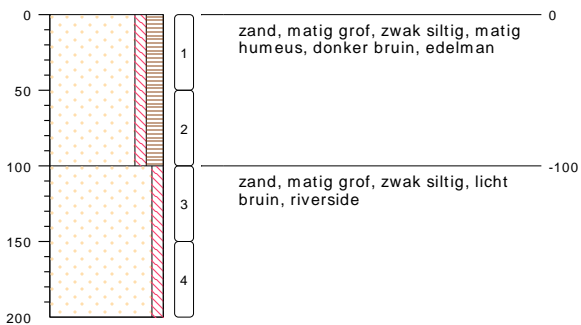 0
0
zand, matig grof, zwak siltig, matig
humeus, donker bruin, edelman
1
50
2
100
-100
zand, matig grof, zwak siltig, licht
bruin, riverside
3
150
4
200